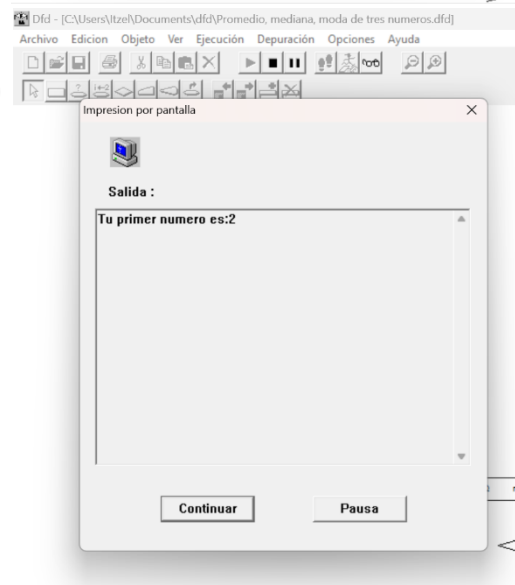 Dfd - [C:\Users\Itzel\Documents\dfd\Promedio, mediana, moda de tres numeros.dfd]
Archivo Edicion Objeto Ver Ejecución Depuración Opciones Ayuda
Impresion por pantalla
Salida :
Tu primer numero es:2
Continuar Pausa